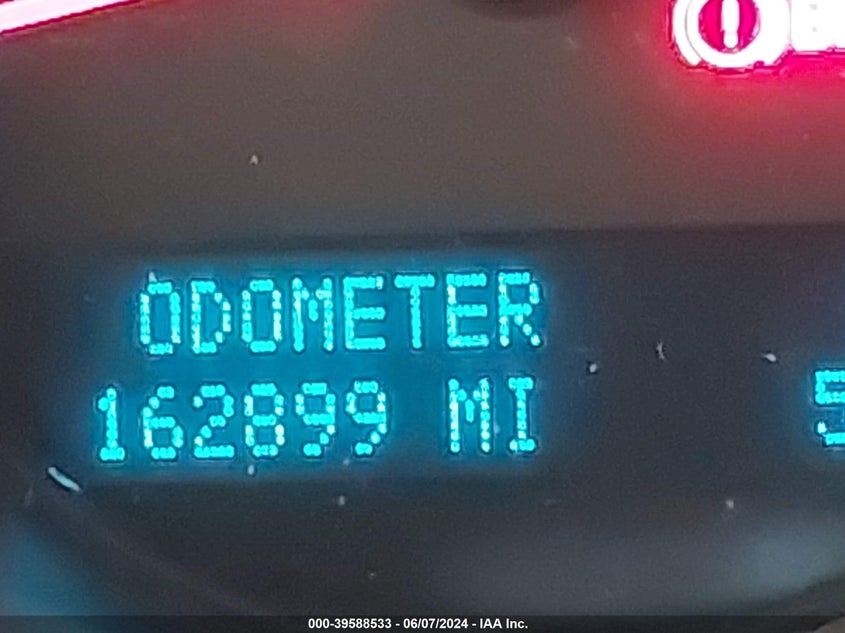 ODOMETER
162899 MI
000-39588533 - 06/07/2024 - IAA Inc.